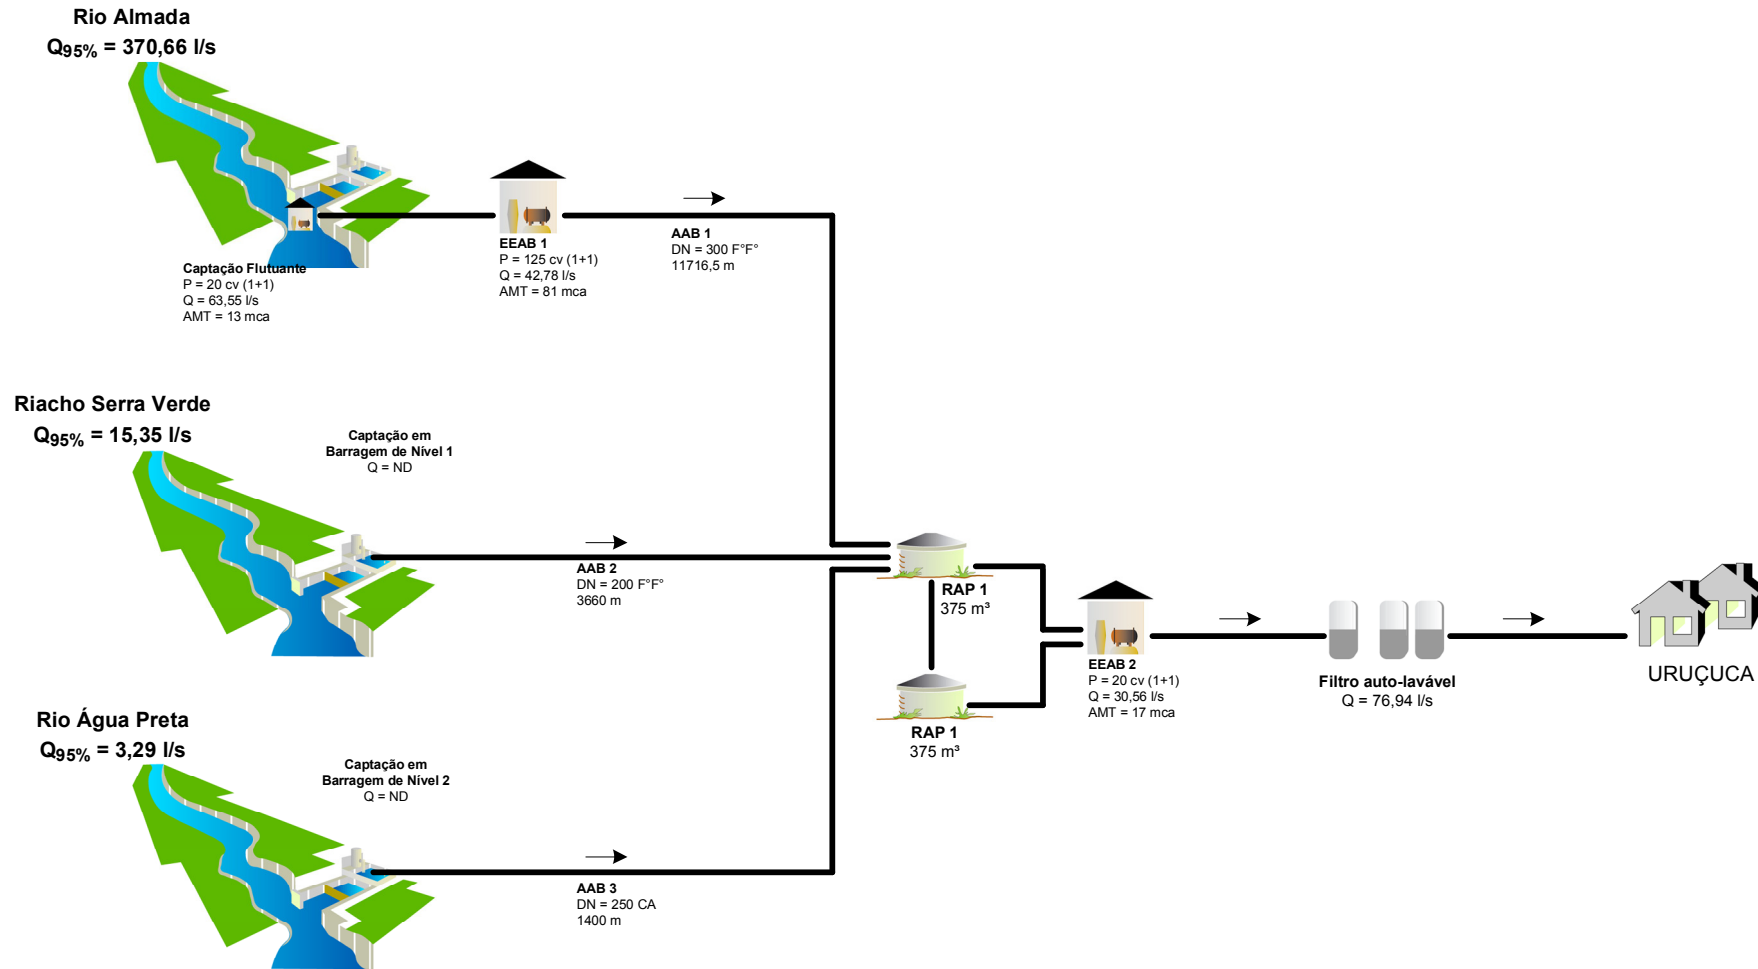 Rio Almada
Q95% = 370,66 l/s
Captação Flutuante
P = 20 cv (1+1)
Q = 63,55 l/s
AMT = 13 mca
EEAB 1
P = 125 cv (1+1)
Q = 42,78 l/s
AMT = 81 mca
AAB 1
DN = 300 F°F°
11716,5 m
Riacho Serra Verde
Q95% = 15,35 l/s
Captação em
Barragem de Nível 1
Q = ND
AAB 2
DN = 200 F°F°
3660 m
RAP 1
375 m³
RAP 1
375 m³
EEAB 2
P = 20 cv (1+1)
Q = 30,56 l/s
AMT = 17 mca
Filtro auto-lavável
Q = 76,94 l/s
URUÇUCA
Rio Água Preta
Q95% = 3,29 l/s
Captação em
Barragem de Nível 2
Q = ND
AAB 3
DN = 250 CA
1400 m